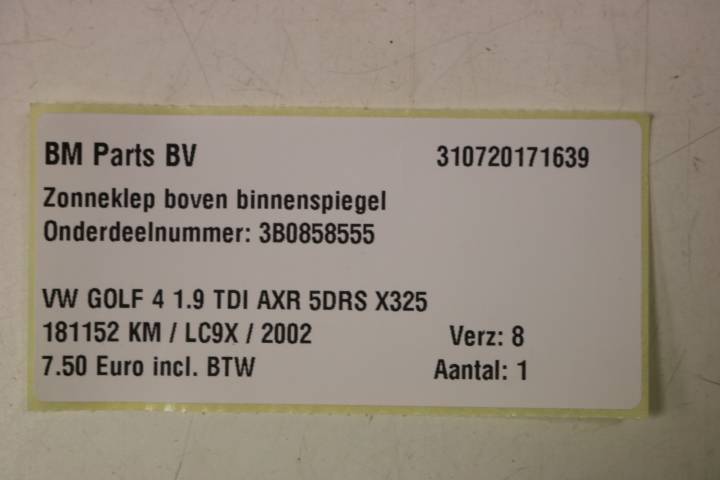 BM Parts BV 310720171639
Zonneklep boven binnenspiegel
Onderdeelnummer: 3B0858555
VW GOLF 4 1.9 TDI AXR 5DRS X325
181152 KM / LC9X / 2002 Verz: 8
7.50 Euro incl. BTW Aantal: 1